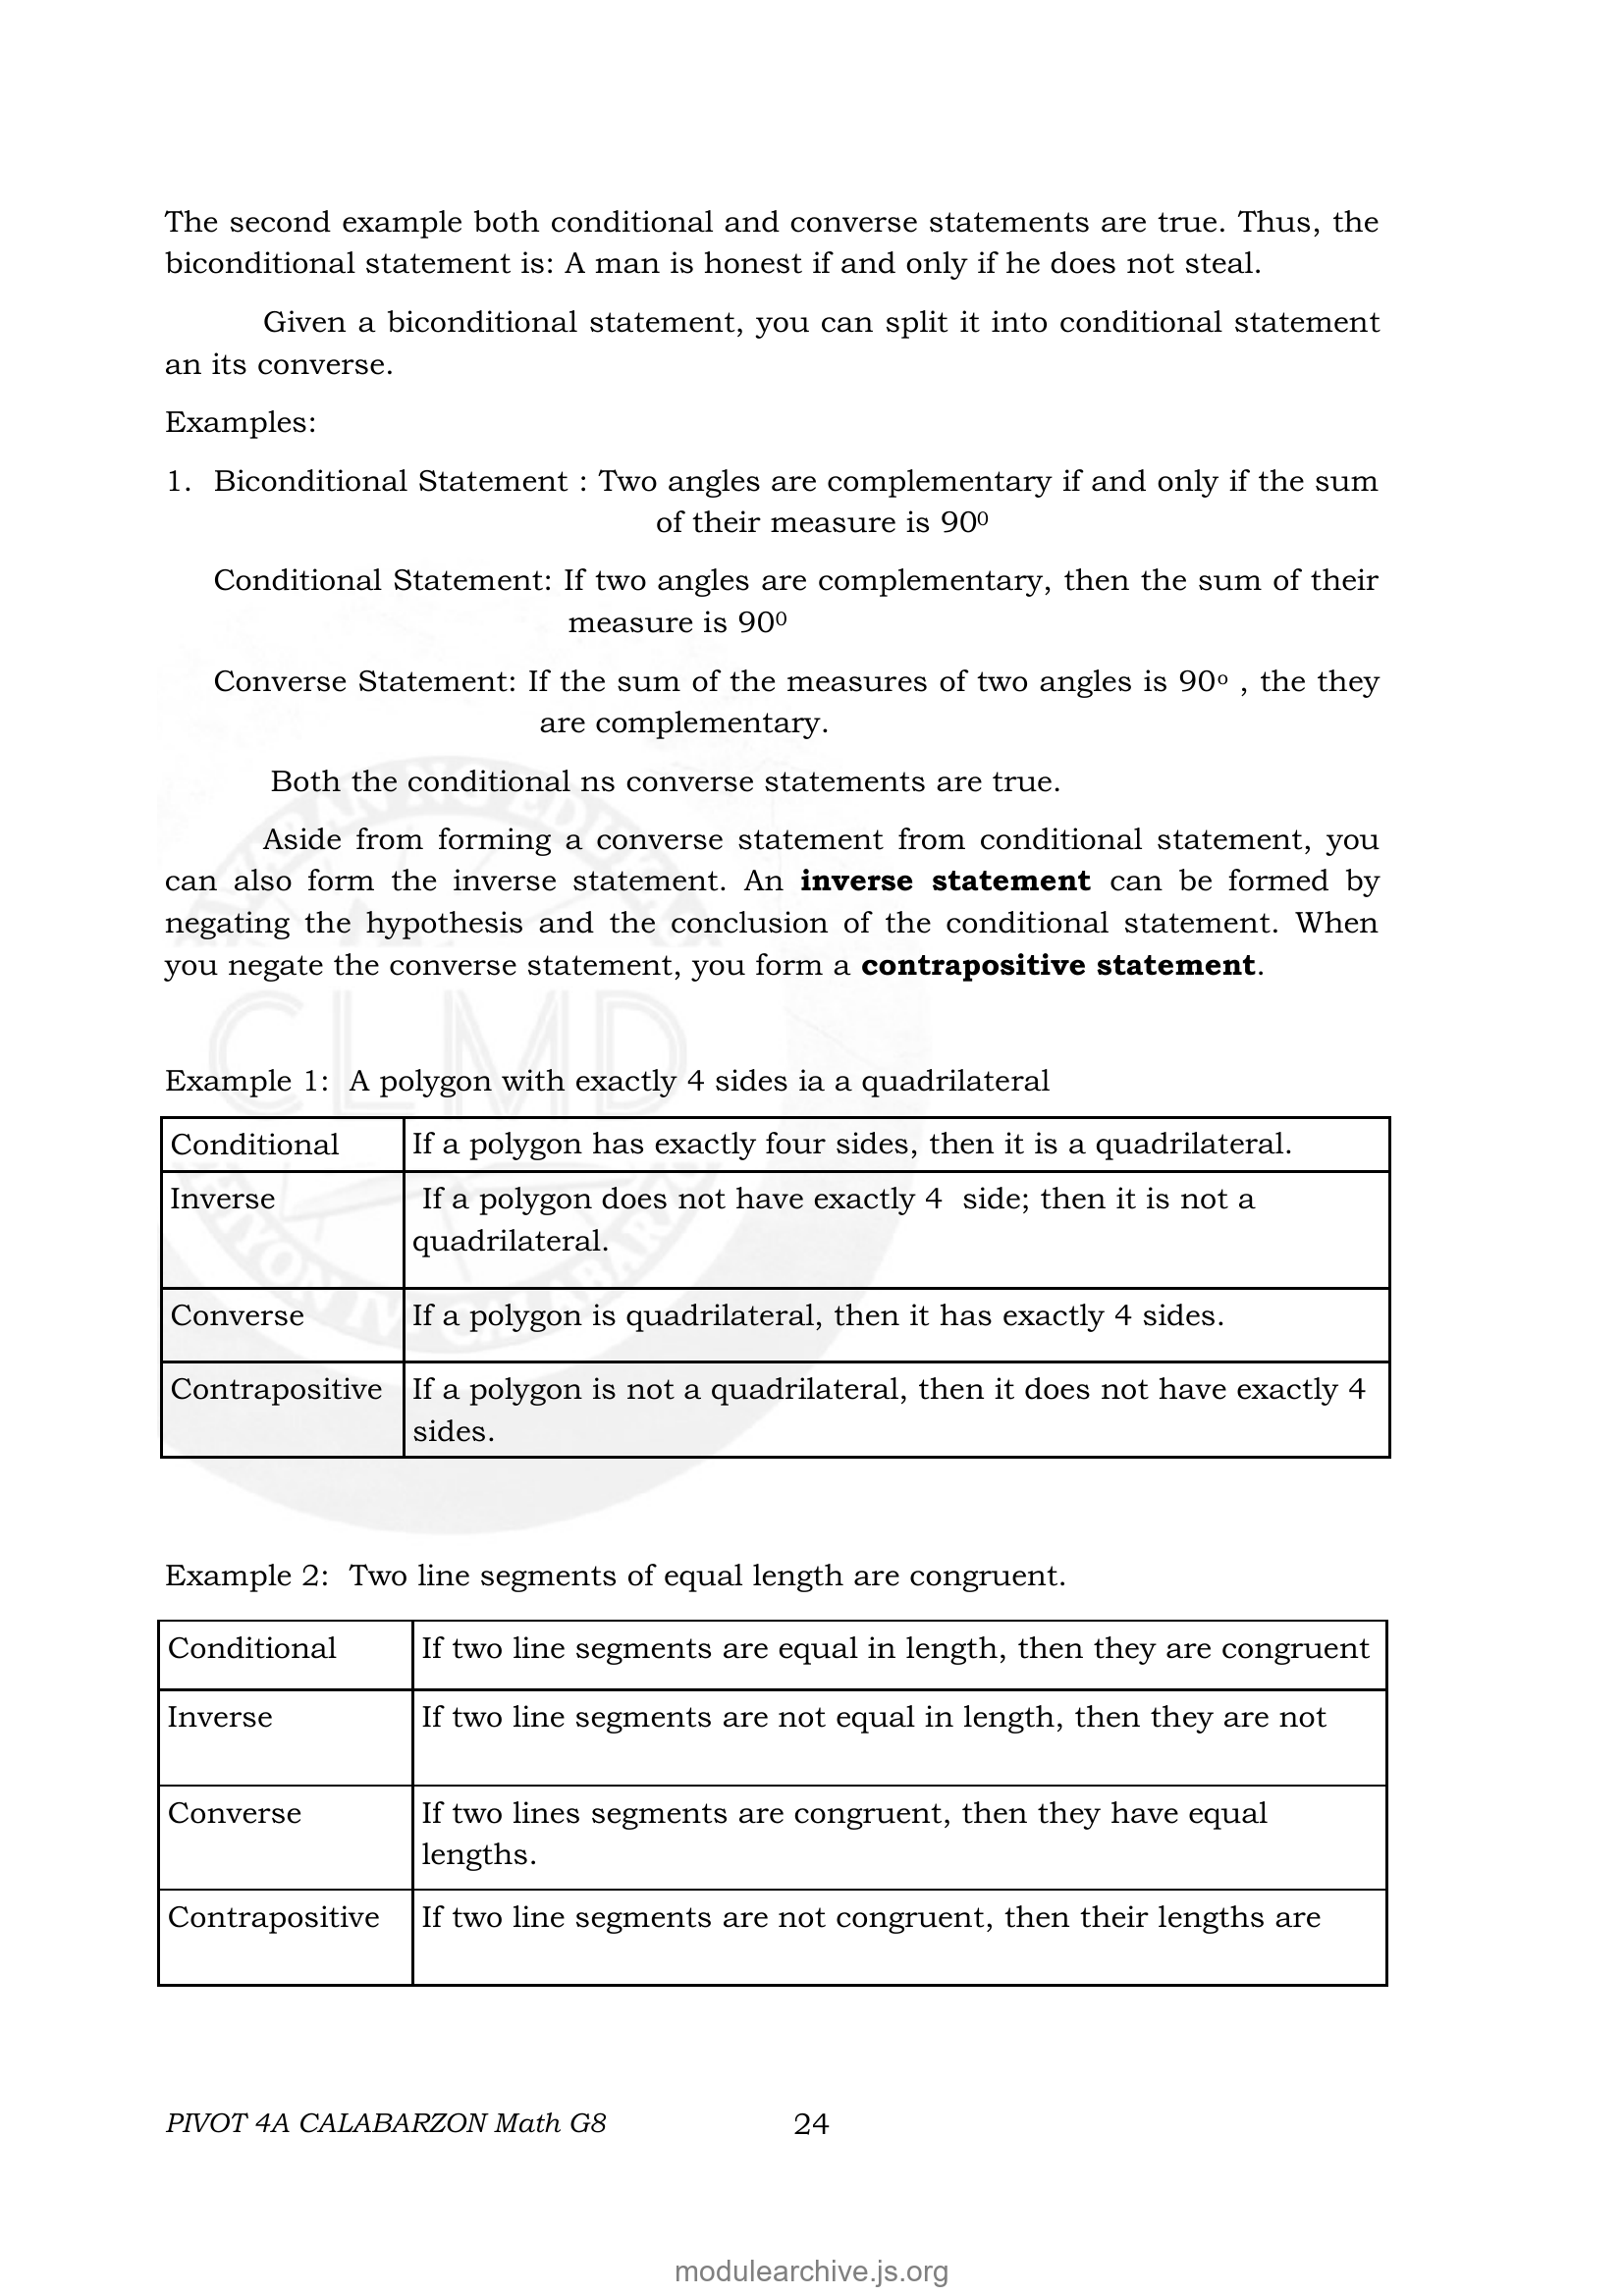 The second example both conditional and converse statements are true. Thus, the
biconditional statement is: A man is honest if and only if he does not steal.
Given a biconditional statement, you can split it into conditional statement
an its converse.
Examples:
1. Biconditional Statement : Two angles are complementary if and only if the sum
of their measure is 90⁰
Conditional Statement: If two angles are complementary, then the sum of their
measure is 90⁰
Converse Statement: If the sum of the measures of two angles is 90ᵒ , the they
are complementary.
Both the conditional ns converse statements are true.
Aside from forming a converse statement from conditional statement, you
can also form the inverse statement. An inverse statement can be formed by
negating the hypothesis and the conclusion of the conditional statement. When
you negate the converse statement, you form a contrapositive statement.
CLMD
Example 1: A polygon with exactly 4 sides ia a quadrilateral
Conditional If a polygon has exactly four sides, then it is a quadrilateral.
Inverse If a polygon does not have exactly 4 side; then it is not a
quadrilateral.
Converse If a polygon is quadrilateral, then it has exactly 4 sides.
Contrapositive If a polygon is not a quadrilateral, then it does not have exactly 4
sides.
Example 2: Two line segments of equal length are congruent.
Conditional If two line segments are equal in length, then they are congruent
Inverse If two line segments are not equal in length, then they are not
Converse If two lines segments are congruent, then they have equal
lengths.
Contrapositive If two line segments are not congruent, then their lengths are
PIVOT 4A CALABARZON Math G8 24
modulearchive.js.org